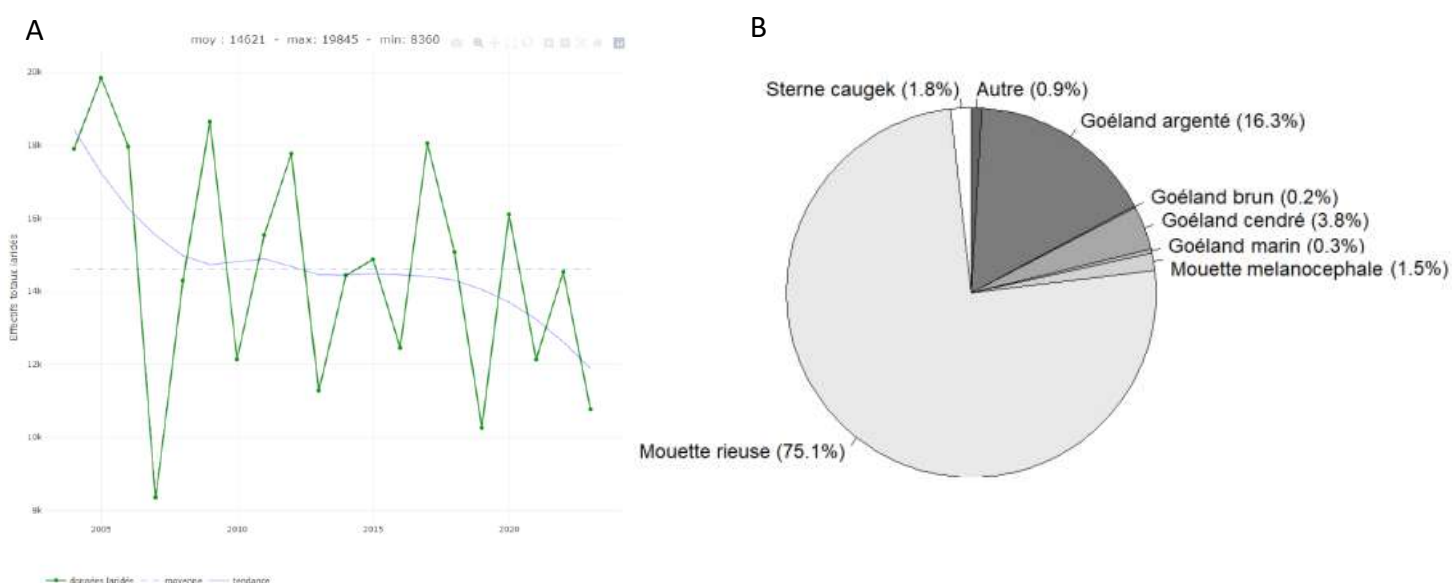 A
moy : 14621 - max: 19845 - min: 8360
20k
18k
16k
14k
12k
10k
8k
Effectifs totaux laridés
2005
2010
2015
2020
données laridés
moyenne
tendance
B
Sterne caugek (1.8%)
Autre (0.9%)
Goéland argenté (16.3%)
Goéland brun (0.2%)
Goéland cendré (3.8%)
Goéland marin (0.3%)
Mouette melanocephale (1.5%)
Mouette rieuse (75.1%)